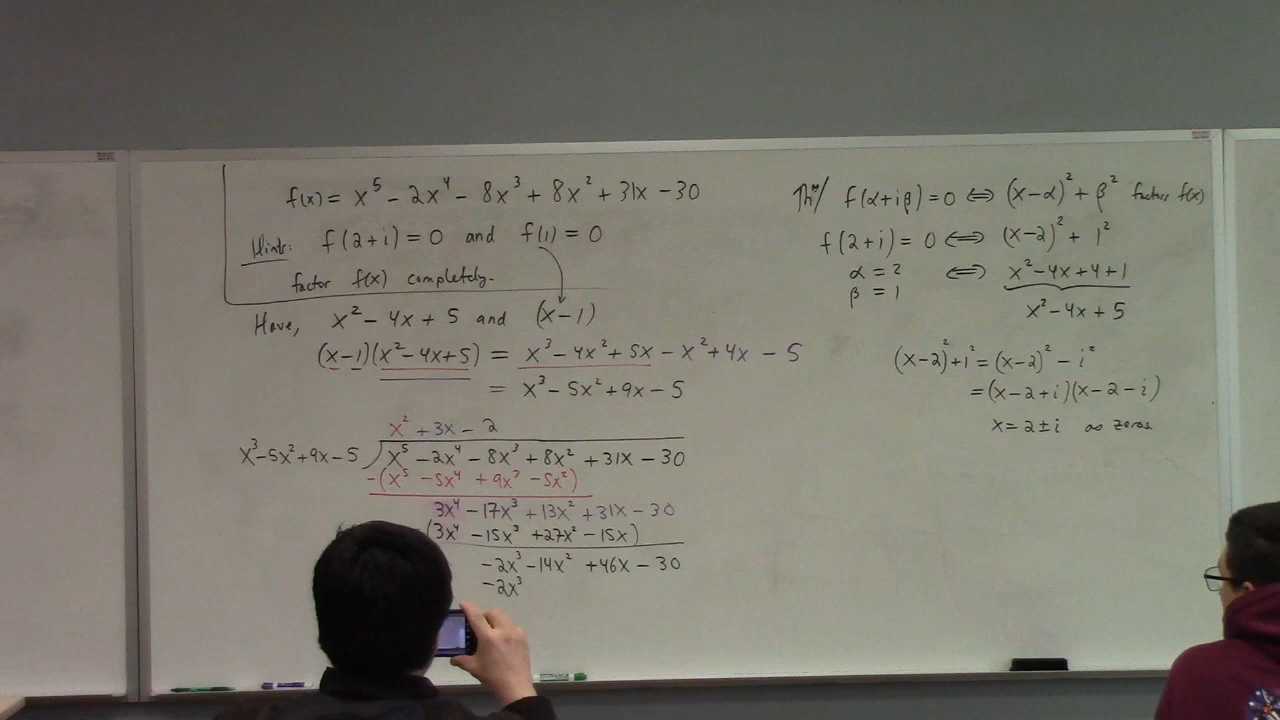 f(x) = x⁵ - 2x⁴ - 8x³ + 8x² + 31x - 30
Hints: f(2+i) = 0 and f(1) = 0
factor f(x) completely.
Have, x² - 4x + 5 and (x-1)
(x-1)(x²-4x+5) = x³ - 4x² + 5x - x² + 4x - 5
= x³ - 5x² + 9x - 5
x² + 3x - 2
x³-5x²+9x-5 x⁵ - 2x⁴ - 8x³ + 8x² + 31x - 30
-(x⁵ - 5x⁴ + 9x³ - 5x²)
3x⁴ - 17x³ + 13x² + 31x - 30
(3x⁴ - 15x³ + 27x² - 15x)
-2x³ - 14x² + 46x - 30
-2x³
Thm/ f(α+iβ)=0 ⇔ (x-α)² + β² factors f(x)
f(2+i) = 0 ⇔ (x-2)² + 1²
α = 2 ⇔ x²-4x+4+1
β = 1
x²-4x+5
(x-2)²+1² = (x-2)² - i²
= (x-2+i)(x-2-i)
x = 2±i as zeros